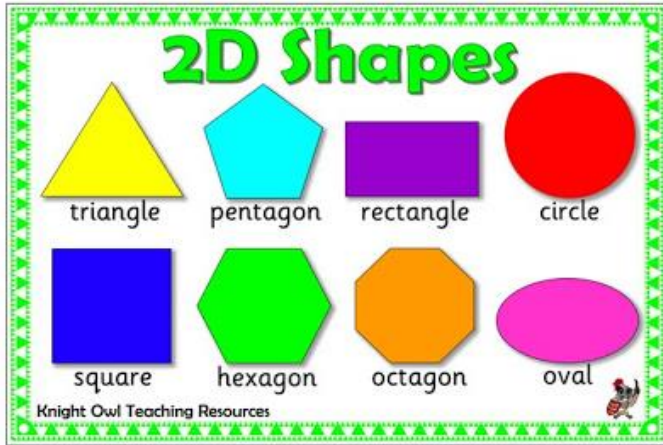 2D Shapes
triangle pentagon rectangle circle
square hexagon octagon oval
Knight Owl Teaching Resources